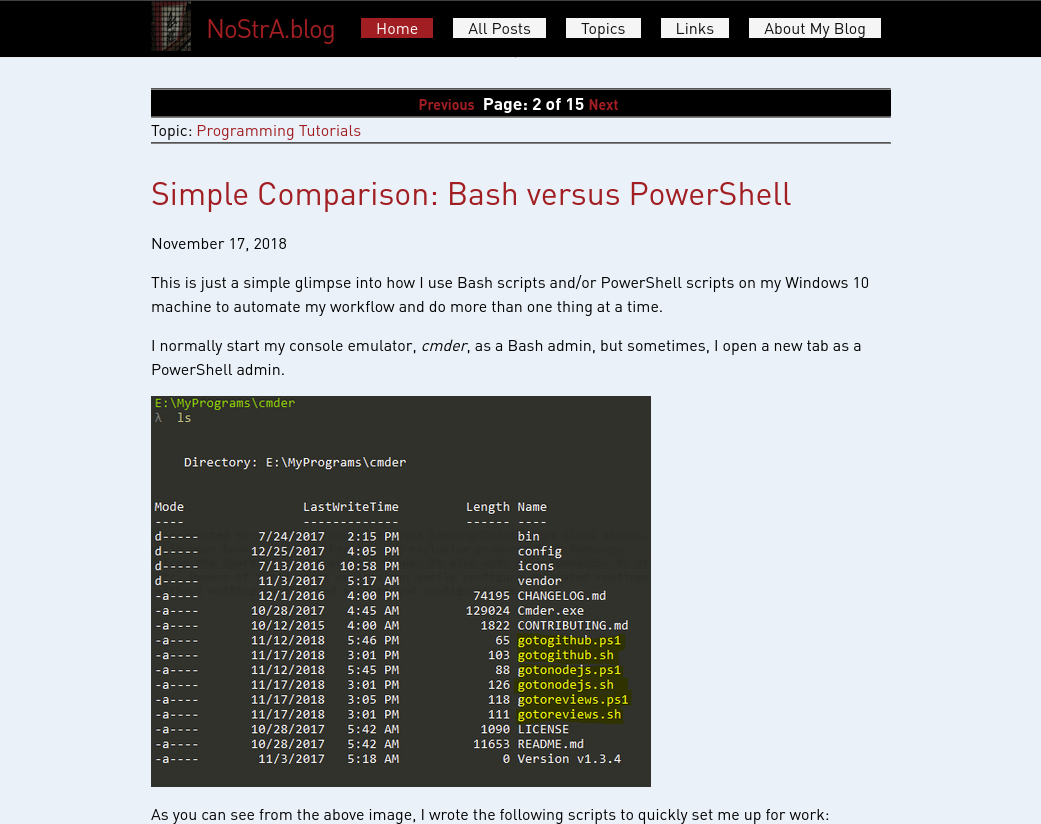 NoStrA.blog Home All Posts Topics Links About My Blog
Previous Page: 2 of 15 Next
Topic: Programming Tutorials
Simple Comparison: Bash versus PowerShell
November 17, 2018
This is just a simple glimpse into how I use Bash scripts and/or PowerShell scripts on my Windows 10
machine to automate my workflow and do more than one thing at a time.
I normally start my console emulator, cmder, as a Bash admin, but sometimes, I open a new tab as a
PowerShell admin.
E:\MyPrograms\cmder
λ ls
Directory: E:\MyPrograms\cmder
Mode LastWriteTime Length Name
---- ------------- ------ ----
d----- 7/24/2017 2:15 PM bin
d----- 12/25/2017 4:05 PM config
d----- 7/13/2016 10:58 PM icons
d----- 11/3/2017 5:17 AM vendor
-a---- 12/1/2016 4:00 PM 74195 CHANGELOG.md
-a---- 10/28/2017 4:45 AM 129024 Cmder.exe
-a---- 10/12/2015 4:00 AM 1822 CONTRIBUTING.md
-a---- 11/12/2018 5:46 PM 65 gotogithub.ps1
-a---- 11/17/2018 3:01 PM 103 gotogithub.sh
-a---- 11/12/2018 5:45 PM 88 gotonodejs.ps1
-a---- 11/17/2018 3:01 PM 126 gotonodejs.sh
-a---- 11/17/2018 3:05 PM 118 gotoreviews.ps1
-a---- 11/17/2018 3:01 PM 111 gotoreviews.sh
-a---- 10/28/2017 5:42 AM 1090 LICENSE
-a---- 10/28/2017 5:42 AM 11653 README.md
-a---- 11/3/2017 5:18 AM 0 Version v1.3.4
As you can see from the above image, I wrote the following scripts to quickly set me up for work: